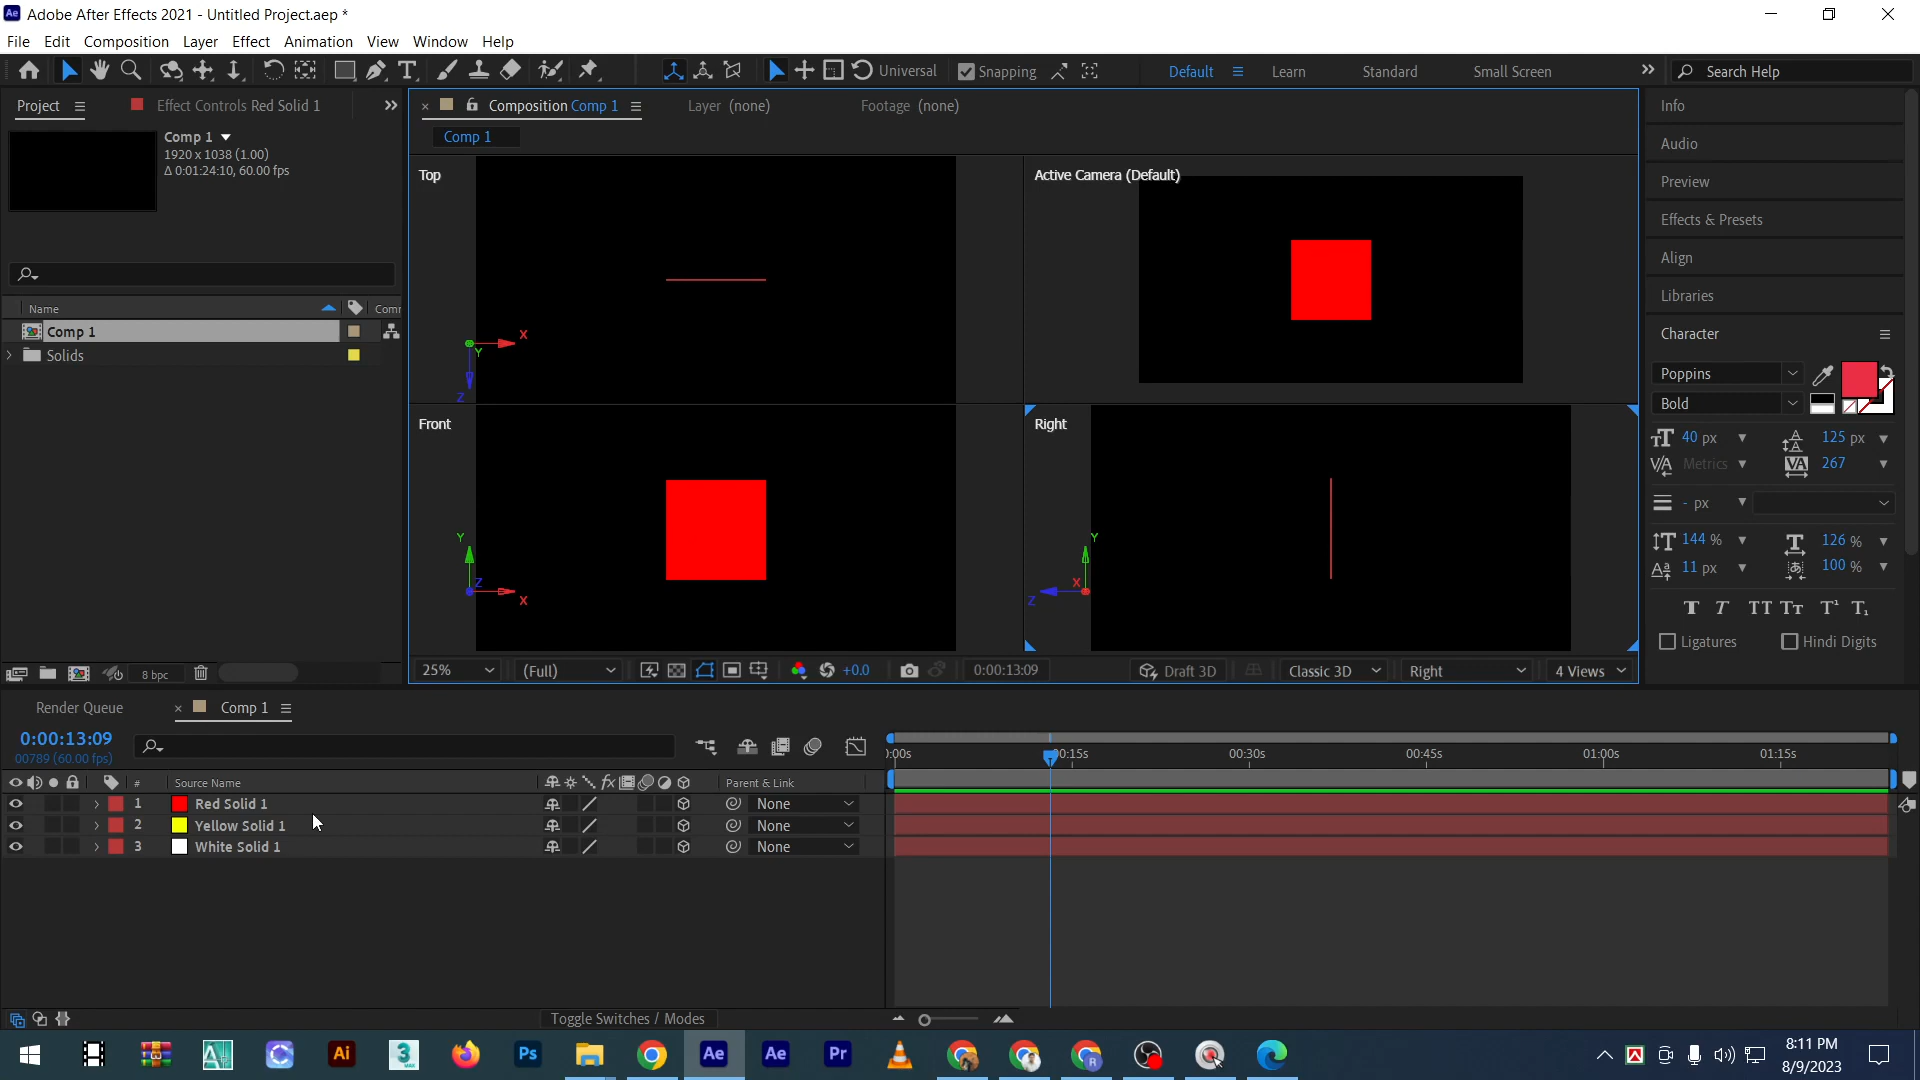 Adobe After Effects 2021 - Untitled Project.aep *
File Edit Composition Layer Effect Animation View Window Help
Universal Snapping Default Learn Standard Small Screen Search Help
Project Effect Controls Red Solid 1
Composition Comp 1 Layer (none) Footage (none)
Comp 1
1920 x 1038 (1.00)
Δ 0:01:24:10, 60.00 fps
Comp 1
Top
X
Y
Z
Active Camera (Default)
Front
Y
Z
X
Right
Y
X
Z
Name Comr
Comp 1
Solids
8 bpc
25% (Full) +0.0 0:00:13:09 Draft 3D Classic 3D Right 4 Views
Info
Audio
Preview
Effects & Presets
Align
Libraries
Character
Poppins
Bold
40 px 125 px
Metrics 267
- px
144 % 126 %
11 px 100 %
Ligatures Hindi Digits
Render Queue Comp 1
0:00:13:09
00789 (60.00 fps)
# Source Name Parent & Link
1 Red Solid 1 None
2 Yellow Solid 1 None
3 White Solid 1 None
):00s 00:15s 00:30s 00:45s 01:00s 01:15s
Toggle Switches / Modes
8:11 PM
8/9/2023